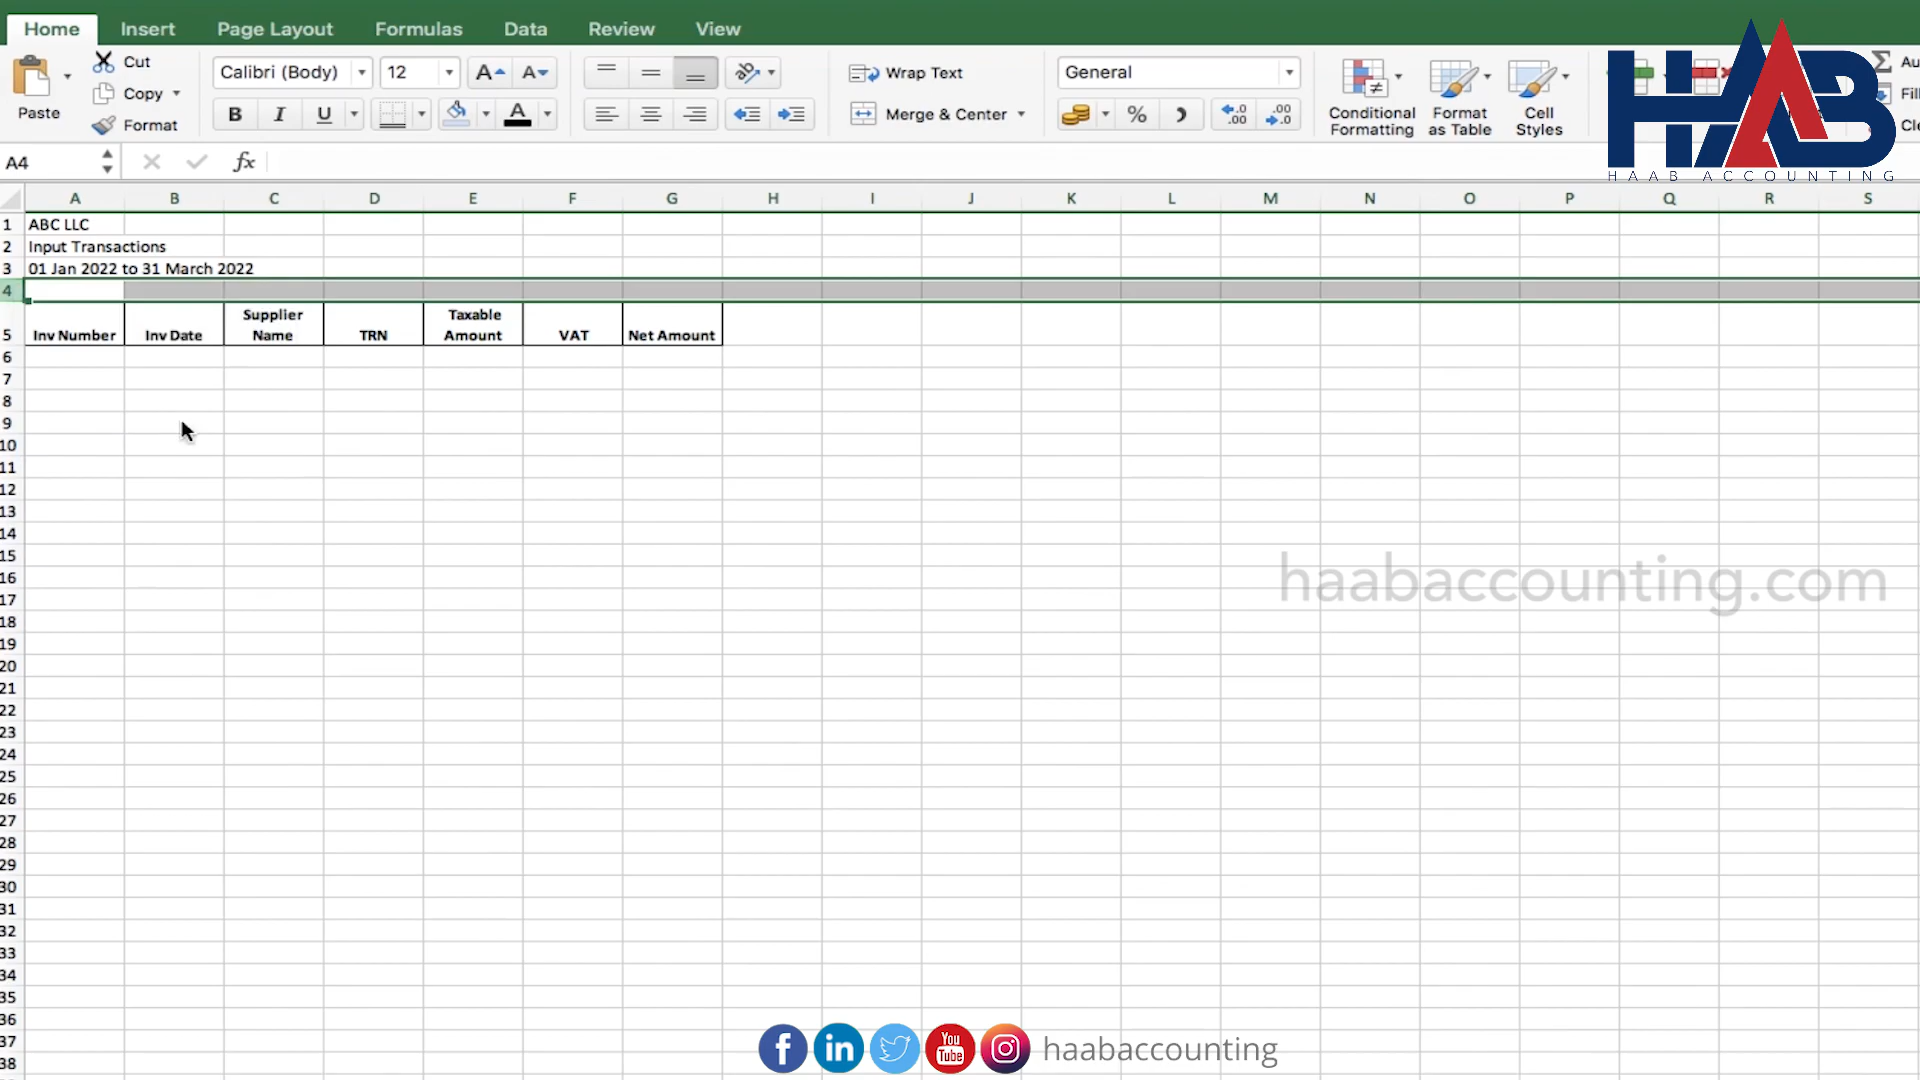 Home Insert Page Layout Formulas Data Review View
Paste
Cut
Copy
Format
Calibri (Body) 12
A A
B I U A
Wrap Text
Merge & Center
General
%
Conditional Formatting
Format as Table
Cell Styles
HAAB
HAAB ACCOUNTING
A4
fx
A B C D E F G H I J K L M N O P Q R S
1 ABC LLC
2 Input Transactions
3 01 Jan 2022 to 31 March 2022
4
5 Inv Number Inv Date Supplier Name TRN Taxable Amount VAT Net Amount
6
7
8
9
10
11
12
13
14
15
16
17
18
19
20
21
22
23
24
25
26
27
28
29
30
31
32
33
34
35
36
37
38
haabaccounting.com
f in You Tube haabaccounting